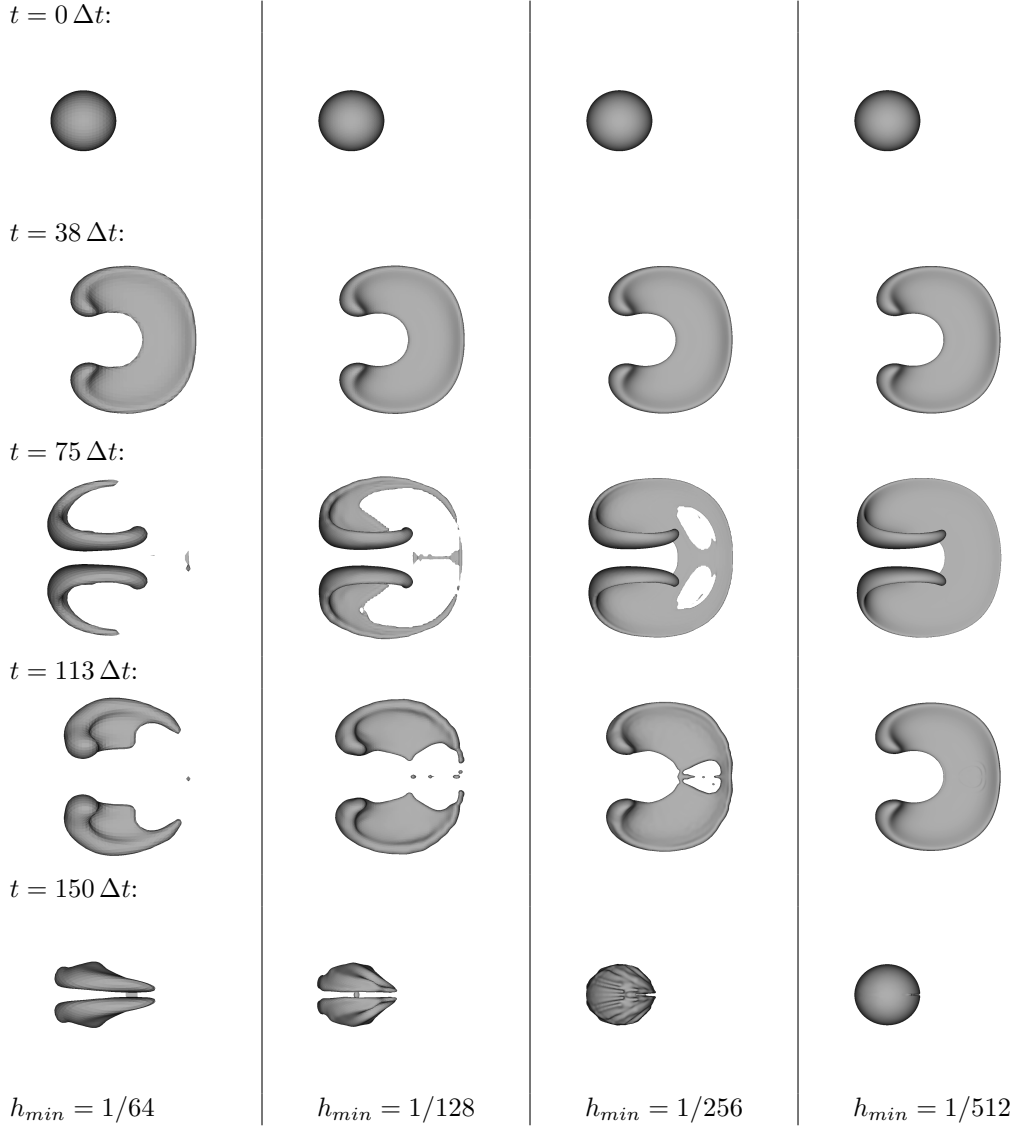 t = 0 Δt:
t = 38 Δt:
t = 75 Δt:
t = 113 Δt:
t = 150 Δt:
h_min = 1/64 h_min = 1/128 h_min = 1/256 h_min = 1/512